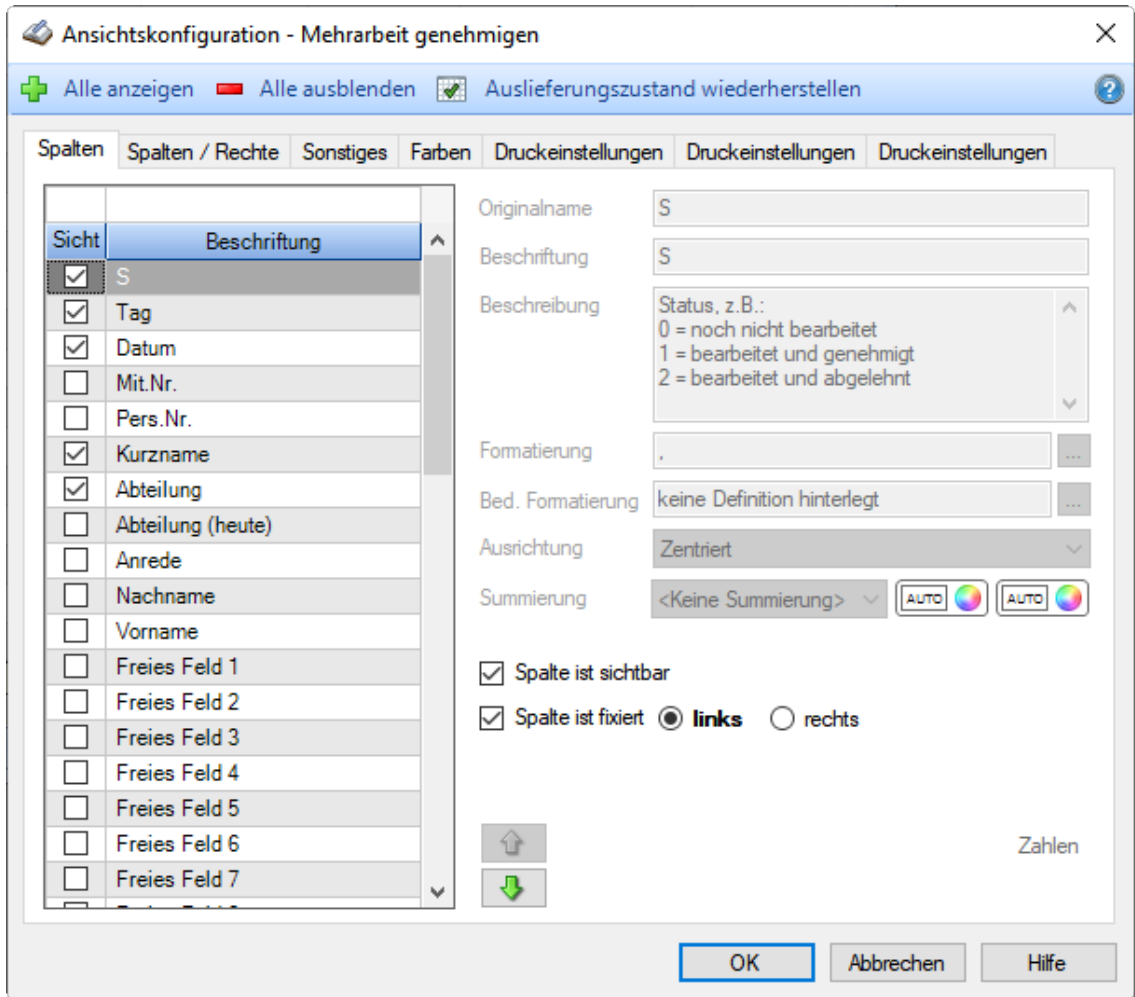 Ansichtskonfiguration - Mehrarbeit genehmigen
Alle anzeigen Alle ausblenden Auslieferungszustand wiederherstellen ?
Spalten Spalten / Rechte Sonstiges Farben Druckeinstellungen Druckeinstellungen Druckeinstellungen
Sicht Beschriftung
S
Tag
Datum
Mit.Nr.
Pers.Nr.
Kurzname
Abteilung
Abteilung (heute)
Anrede
Nachname
Vorname
Freies Feld 1
Freies Feld 2
Freies Feld 3
Freies Feld 4
Freies Feld 5
Freies Feld 6
Freies Feld 7
Originalname S
Beschriftung S
Beschreibung Status, z.B.:
0 = noch nicht bearbeitet
1 = bearbeitet und genehmigt
2 = bearbeitet und abgelehnt
Formatierung , ...
Bed. Formatierung keine Definition hinterlegt ...
Ausrichtung Zentriert
Summierung <Keine Summierung> AUTO AUTO
Spalte ist sichtbar
Spalte ist fixiert links rechts
Zahlen
OK Abbrechen Hilfe